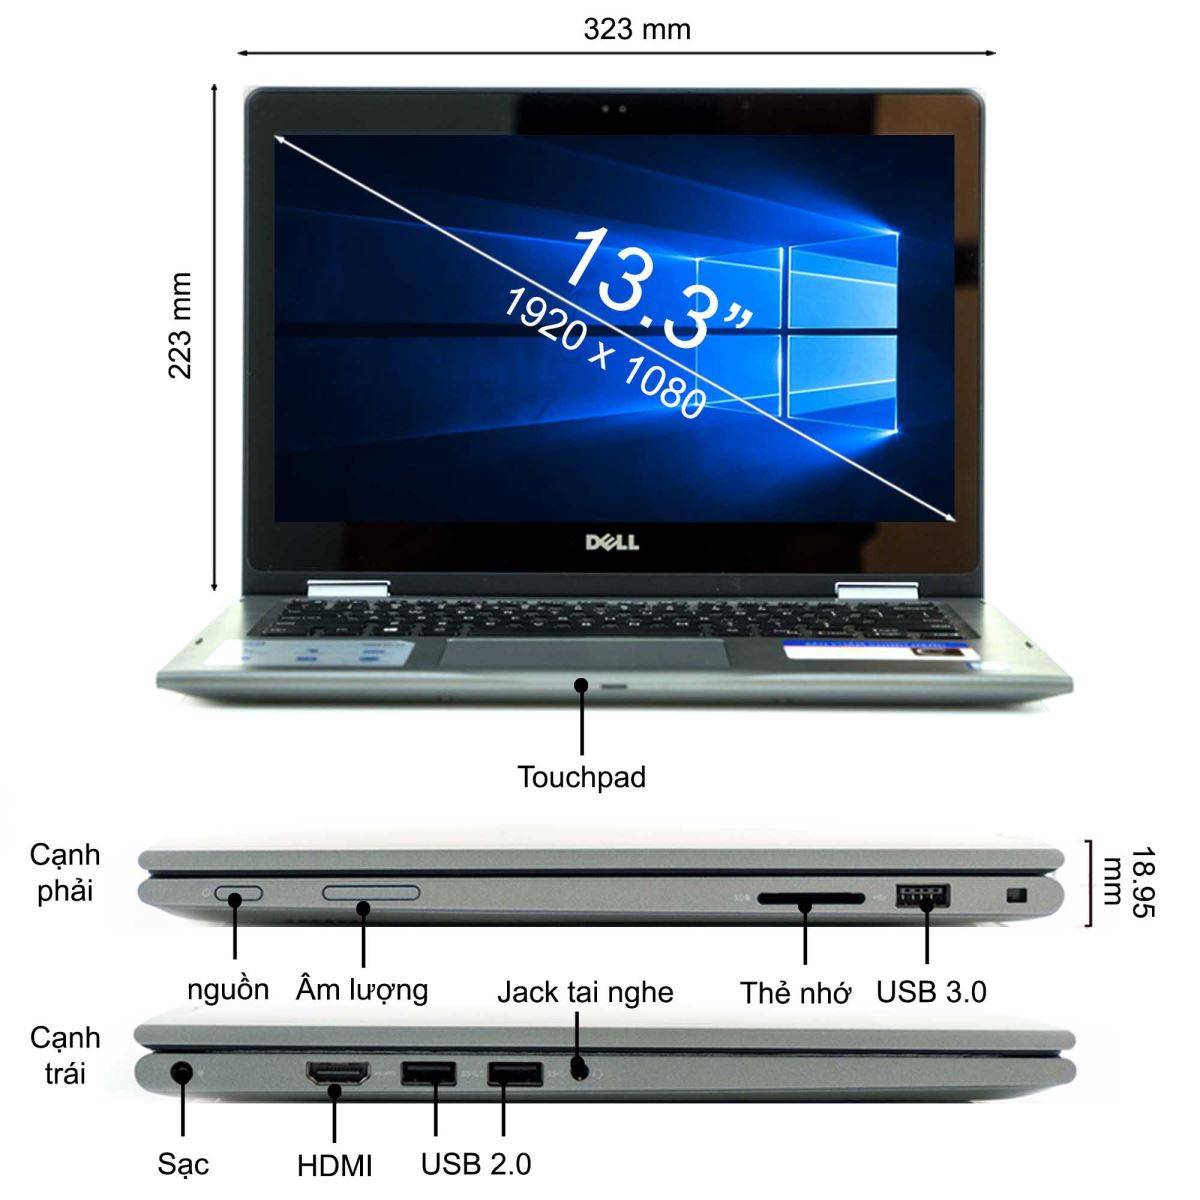 323 mm
223 mm
13.3”
1920 x 1080
DELL
Touchpad
Cạnh
phải
18.95
mm
nguồn
Âm lượng
Jack tai nghe
Thẻ nhớ
USB 3.0
Cạnh
trái
Sạc
HDMI
USB 2.0